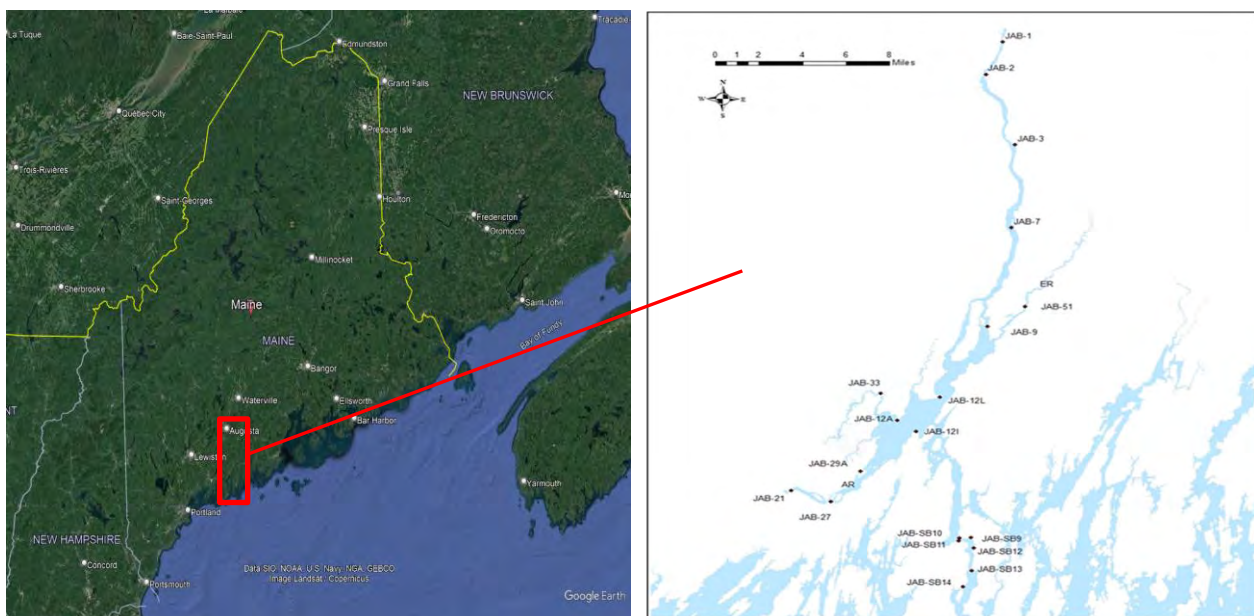 La Malbaie
La Tuque
Baie-Saint-Paul
Edmundston
Tracadie
Grand Falls
NEW BRUNSWICK
Québec City
Presque Isle
Trois-Rivières
Saint-Georges
Houlton
Drummondville
Fredericton
Oromocto
Millinocket
Sherbrooke
Maine
Saint John
MAINE
Bay of Fundy
Bangor
Waterville
Ellsworth
Bar Harbor
Augusta
Lewiston
Yarmouth
Portland
NEW HAMPSHIRE
Concord
Portsmouth
Data SIO, NOAA, U.S. Navy, NGA, GEBCO
Image Landsat / Copernicus
Google Earth
JAB-1
0 2 4 6 8
Miles
JAB-2
N
W E
S
JAB-3
JAB-7
ER
JAB-51
JAB-9
JAB-33
JAB-12L
JAB-12A
JAB-12I
JAB-29A
JAB-21
AR
JAB-27
JAB-SB10
JAB-SB9
JAB-SB11
JAB-SB12
JAB-SB13
JAB-SB14